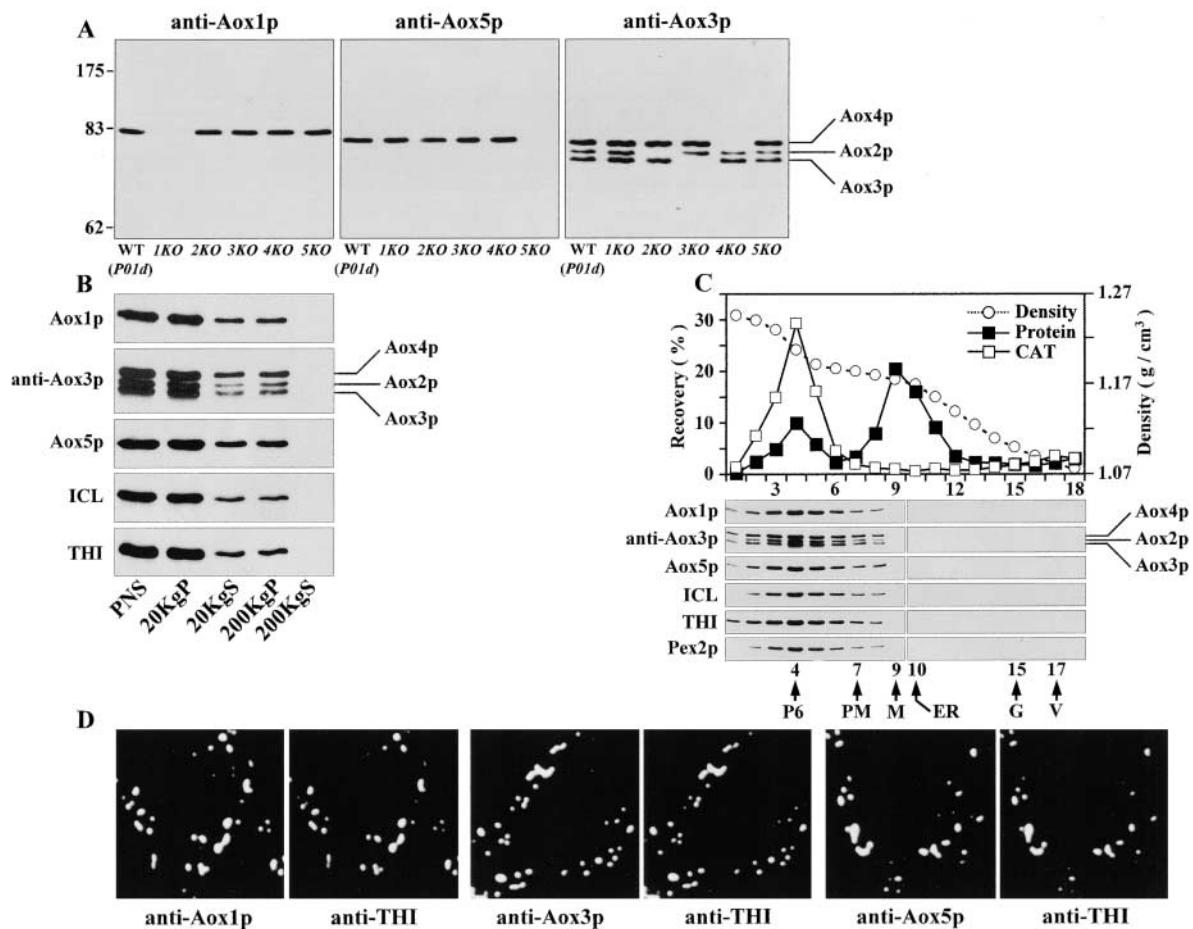 A
anti-Aox1p
anti-Aox5p
anti-Aox3p
175
83
62
Aox4p
Aox2p
Aox3p
WT 1KO 2KO 3KO 4KO 5KO
(P01d)
WT 1KO 2KO 3KO 4KO 5KO
(P01d)
WT 1KO 2KO 3KO 4KO 5KO
(P01d)
B
Aox1p
anti-Aox3p
Aox5p
ICL
THI
Aox4p
Aox2p
Aox3p
PNS
20KgP
20KgS
200KgP
200KgS
C
Recovery ( % )
30
20
10
0
Density
Protein
CAT
1.27
1.17
1.07
Density ( g / cm3 )
3 6 9 12 15 18
Aox1p
anti-Aox3p
Aox5p
ICL
THI
Pex2p
Aox4p
Aox2p
Aox3p
4 7 9 10 15 17
P6 PM M ER G V
D
anti-Aox1p
anti-THI
anti-Aox3p
anti-THI
anti-Aox5p
anti-THI